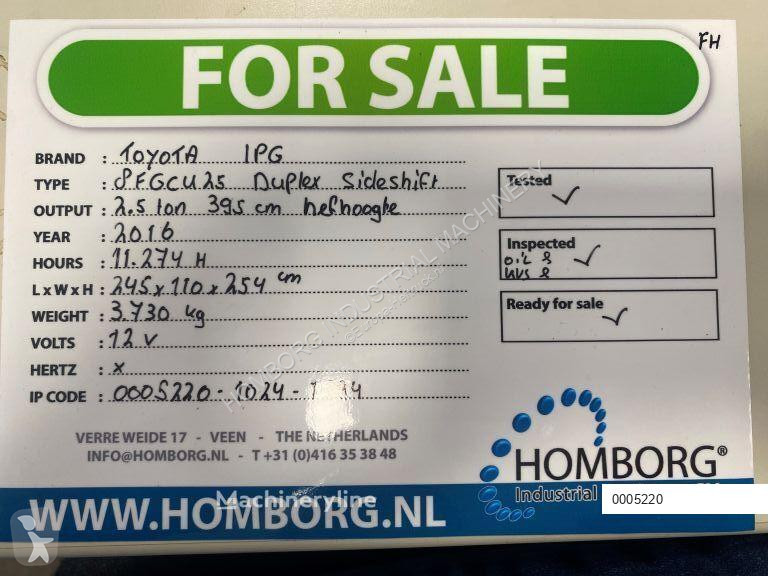 FH
FOR SALE
BRAND : TOYOTA IPG
TYPE : 8FGCU25 Duplex Sideshift
OUTPUT : 2.5 ton 395 cm hefhoogte
YEAR : 2016
HOURS : 11.274 H
L x W x H : 245 x 110 x 254 cm
WEIGHT : 3.730 kg
VOLTS : 12 V
HERTZ : x
IP CODE : 0005220 - 1024 -
Tested
Inspected
OIL &
Ready for sale
HOMBORG INDUSTRIAL MACHINERY
VERRE WEIDE 17 - VEEN - THE NETHERLANDS
INFO@HOMBORG.NL - T +31 (0)416 35 38 48
HOMBORG®
Industrial
0005220
Machineryline
WWW.HOMBORG.NL